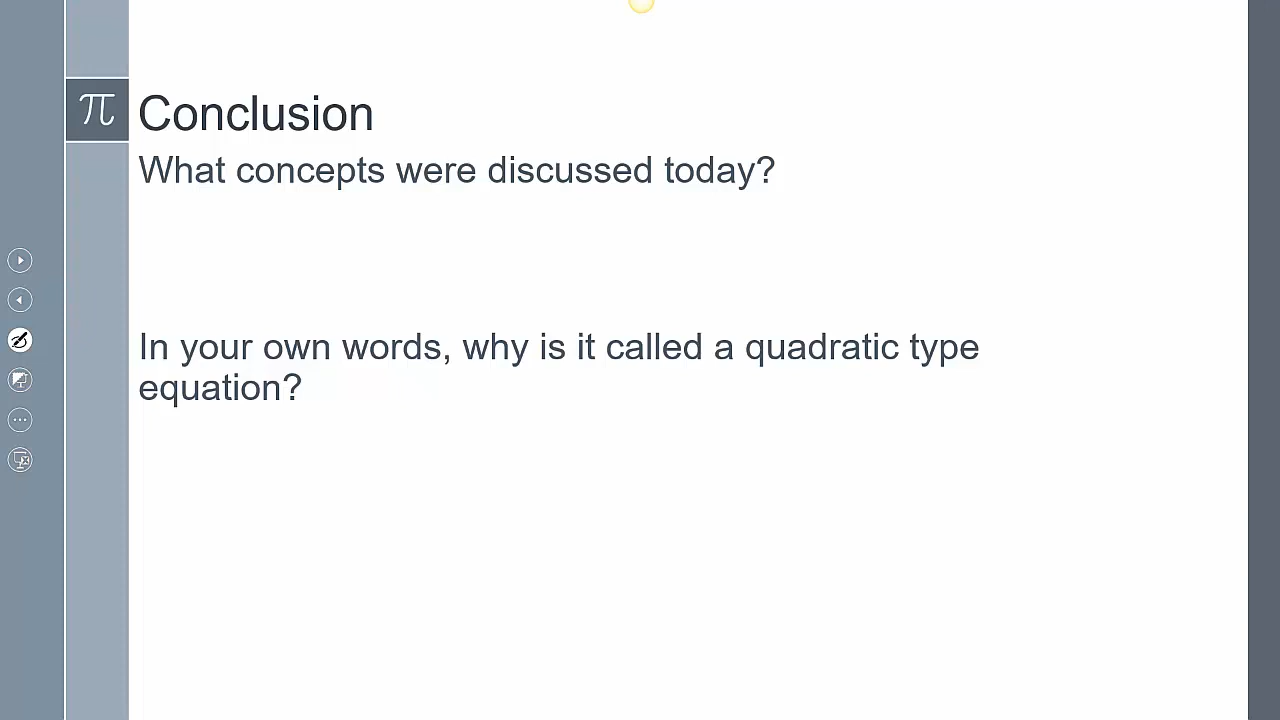 π
Conclusion
What concepts were discussed today?
In your own words, why is it called a quadratic type
equation?